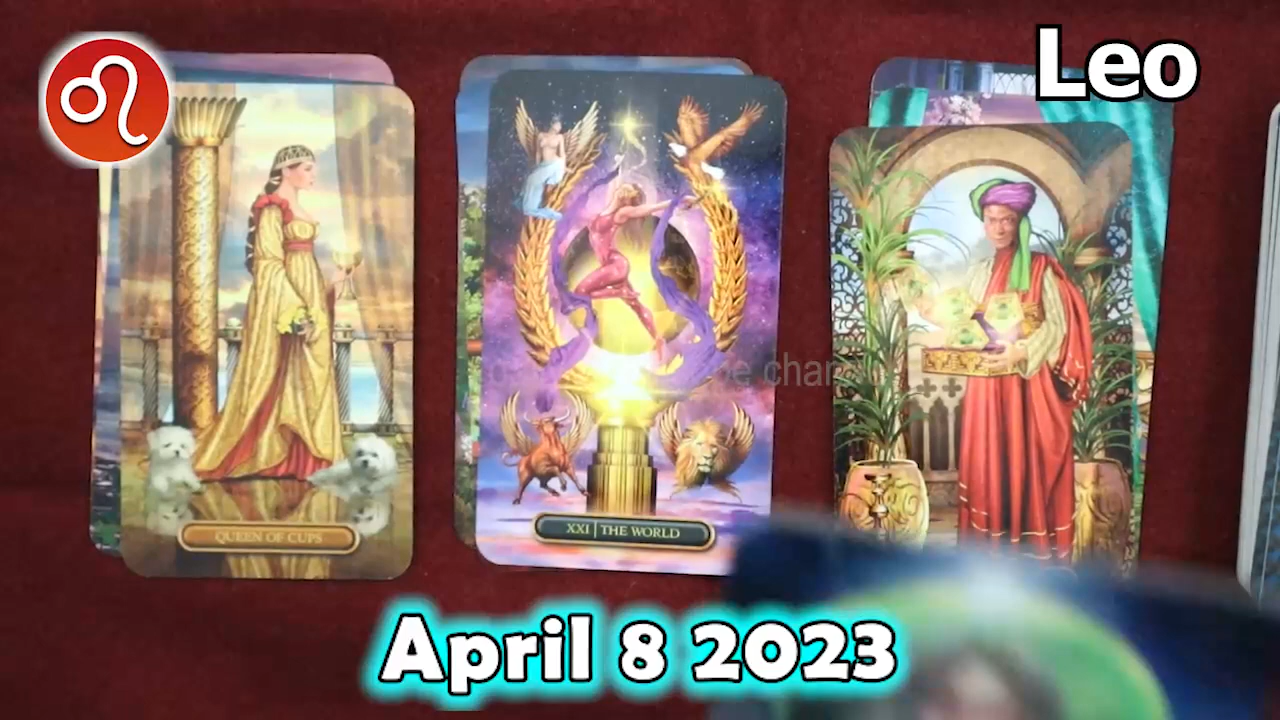 Leo
QUEEN OF CUPS
XXI | THE WORLD
April 8 2023